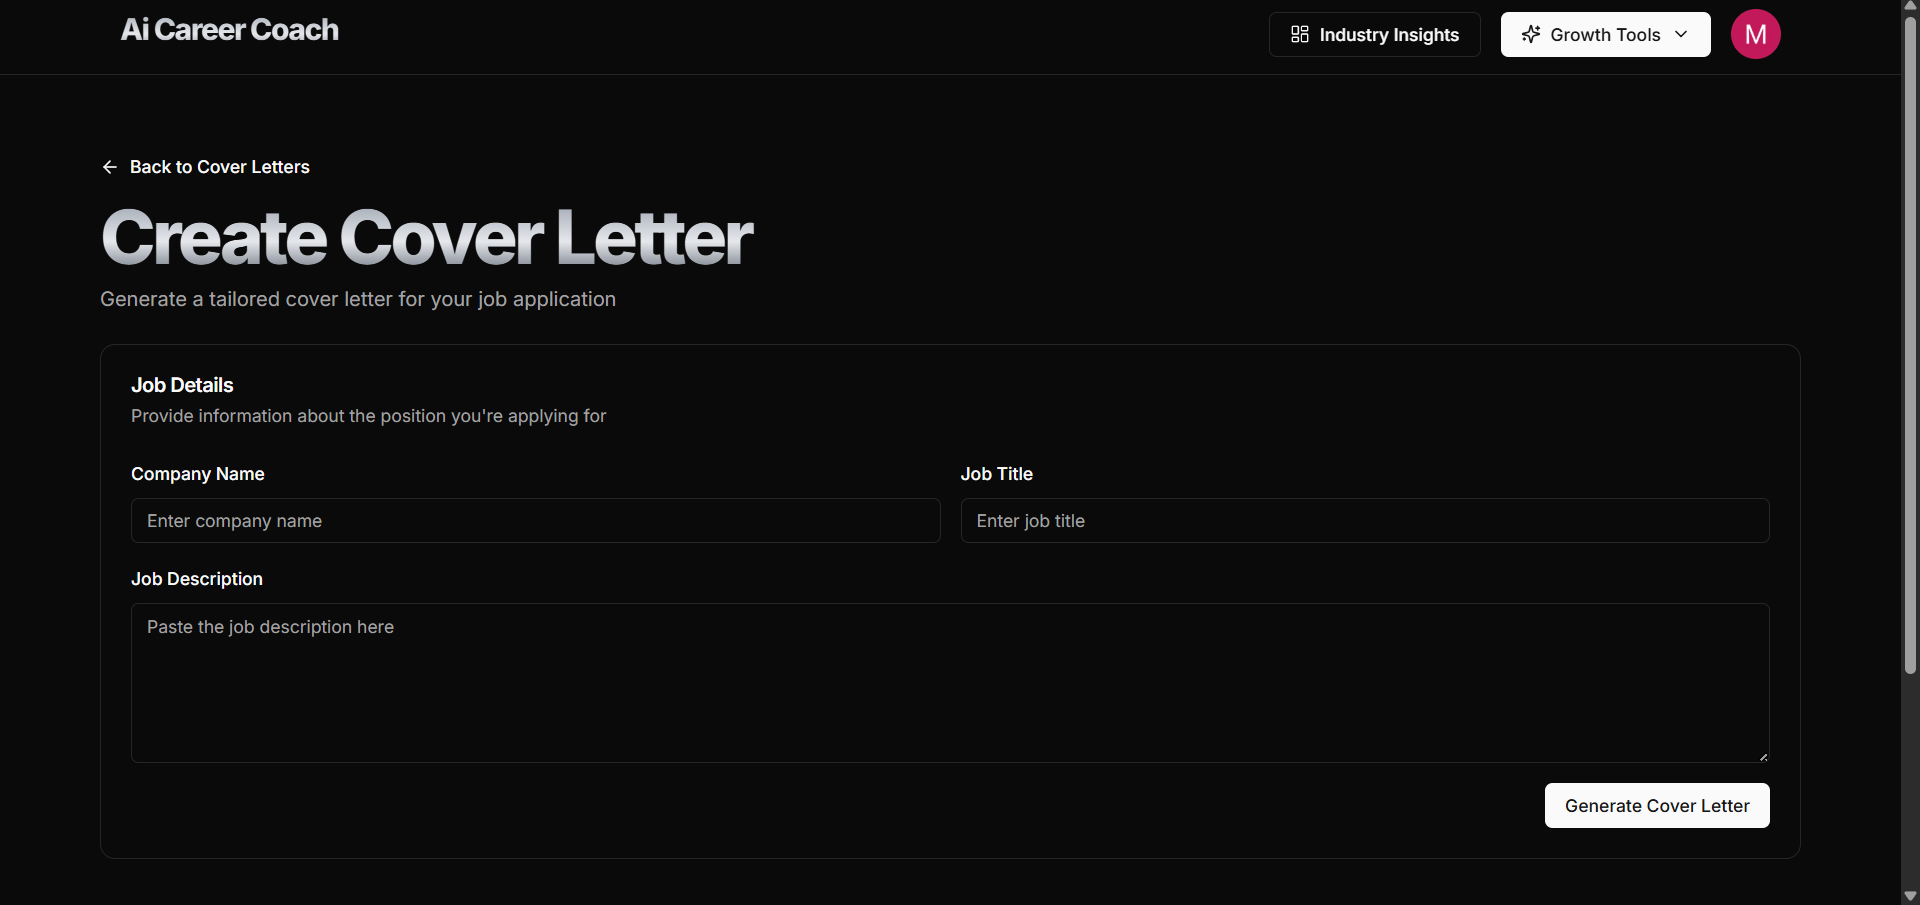 Ai Career Coach
Industry Insights
Growth Tools
M
Back to Cover Letters
Create Cover Letter
Generate a tailored cover letter for your job application
Job Details
Provide information about the position you're applying for
Company Name
Job Title
Enter company name
Enter job title
Job Description
Paste the job description here
Generate Cover Letter